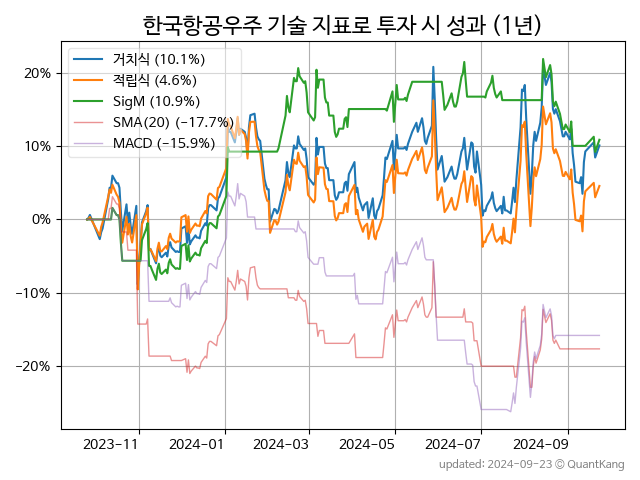 한국항공우주 기술 지표로 투자 시 성과 (1년)
거치식 (10.1%)
적립식 (4.6%)
SigM (10.9%)
SMA(20) (−17.7%)
MACD (−15.9%)
20%
10%
0%
−10%
−20%
2023-11 2024-01 2024-03 2024-05 2024-07 2024-09
updated: 2024-09-23 ⓒ QuantKang